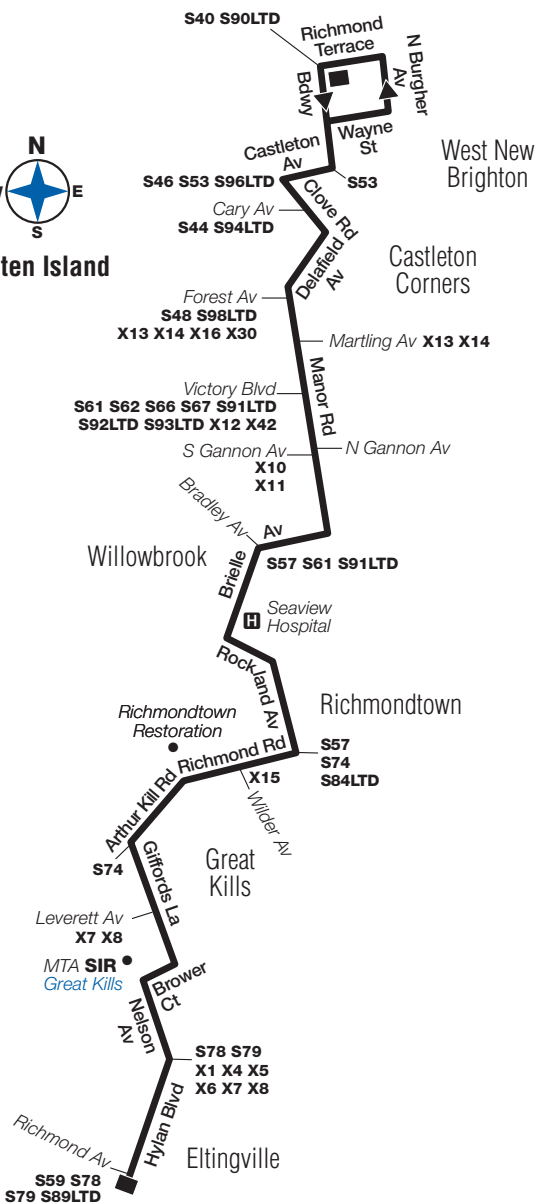 S40 S90LTD
Richmond
Terrace
N Burgher
Av
Bdwy
Wayne
St
Castleton
Av
West New
Brighton
N
E
S
ten Island
S46 S53 S96LTD
S53
Clove Rd
Cary Av
S44 S94LTD
Delafield
Av
Castleton
Corners
Forest Av
S48 S98LTD
X13 X14 X16 X30
Martling Av X13 X14
Manor Rd
Victory Blvd
S61 S62 S66 S67 S91LTD
S92LTD S93LTD X12 X42
S Gannon Av
X10
X11
N Gannon Av
Bradley Av
Brielle
Av
Willowbrook
S57 S61 S91LTD
H
Seaview
Hospital
Rockland Av
Richmondtown
Richmondtown
Restoration
Richmond Rd
S57
S74
S84LTD
X15
Wilder Av
Arthur Kill Rd
S74
Giffords La
Great
Kills
Leverett Av
X7 X8
MTA SIR
Great Kills
Brower
Ct
Nelson
Av
S78 S79
X1 X4 X5
X6 X7 X8
Hylan Blvd
Richmond Av
Eltingville
S59 S78
S79 S89LTD